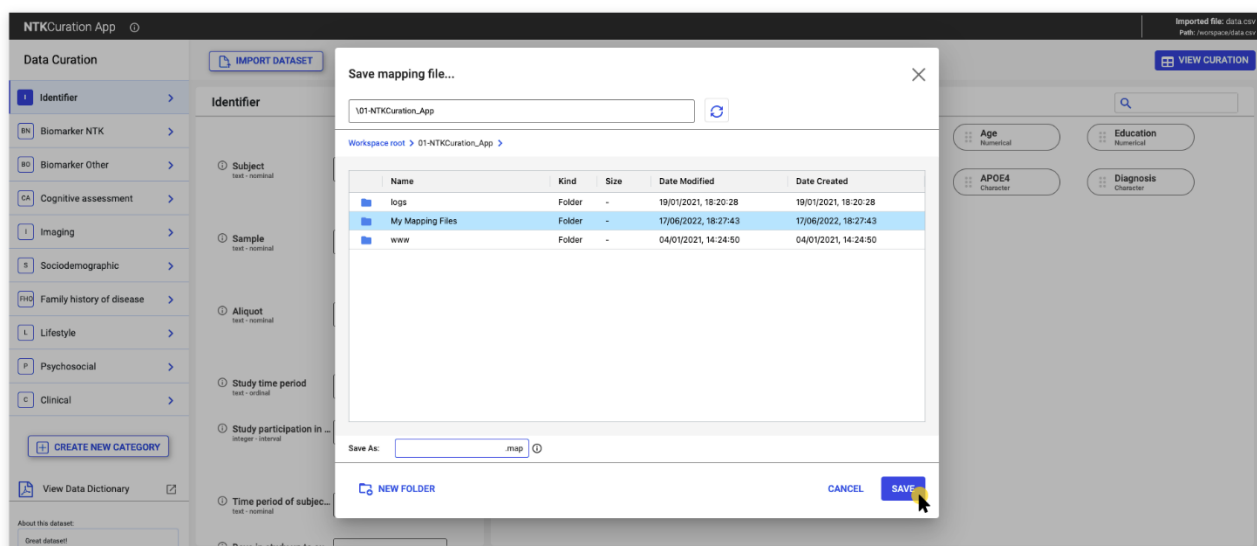 NTKCuration App
Imported file: data.csv
Path: /worspace/data.csv
Data Curation
IMPORT DATASET
VIEW CURATION
I Identifier
BN Biomarker NTK
BO Biomarker Other
CA Cognitive assessment
I Imaging
S Sociodemographic
FHO Family history of disease
L Lifestyle
P Psychosocial
C Clinical
CREATE NEW CATEGORY
View Data Dictionary
About this dataset:
Great dataset!!
Identifier
Subject
text - nominal
Sample
text - nominal
Aliquot
text - nominal
Study time period
text - ordinal
Study participation in ...
integer - interval
Time period of subjec...
text - nominal
Save mapping file...
\01-NTKCuration_App
Workspace root > 01-NTKCuration_App >
Name Kind Size Date Modified Date Created
logs Folder - 19/01/2021, 18:20:28 19/01/2021, 18:20:28
My Mapping Files Folder - 17/06/2022, 18:27:43 17/06/2022, 18:27:43
www Folder - 04/01/2021, 14:24:50 04/01/2021, 14:24:50
Save As: .map
NEW FOLDER
CANCEL
SAVE
Age
Numerical
Education
Numerical
APOE4
Character
Diagnosis
Character